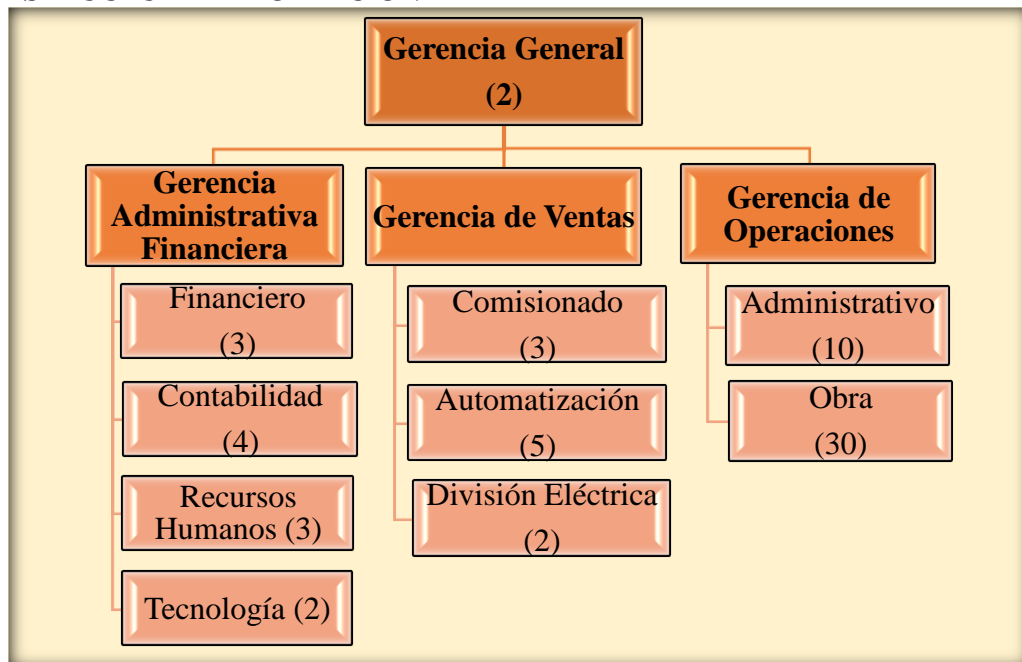 Gerencia General
(2)
Gerencia
Administrativa
Financiera
Financiero
(3)
Contabilidad
(4)
Recursos
Humanos (3)
Tecnología (2)
Gerencia de Ventas
Comisionado
(3)
Automatización
(5)
División Eléctrica
(2)
Gerencia de
Operaciones
Administrativo
(10)
Obra
(30)